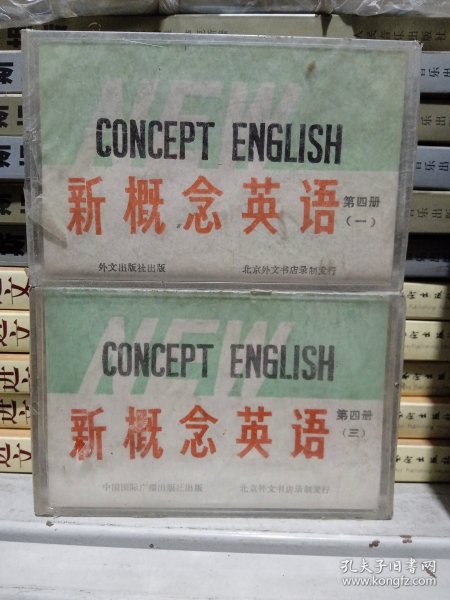 NEW
CONCEPT ENGLISH
新概念英语 第四册
(一)
外文出版社出版 北京外文书店录制发行
NEW
CONCEPT ENGLISH
新概念英语 第四册
(三)
中国国际广播出版社出版 北京外文书店录制发行
孔夫子旧书网
www.kongfz.com